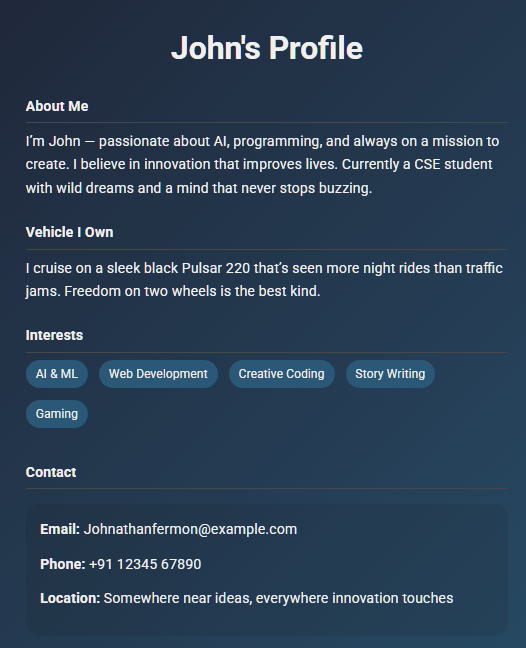 John's Profile
About Me
I’m John — passionate about AI, programming, and always on a mission to
create. I believe in innovation that improves lives. Currently a CSE student
with wild dreams and a mind that never stops buzzing.
Vehicle I Own
I cruise on a sleek black Pulsar 220 that’s seen more night rides than traffic
jams. Freedom on two wheels is the best kind.
Interests
AI & ML Web Development Creative Coding Story Writing
Gaming
Contact
Email: Johnathanfermon@example.com
Phone: +91 12345 67890
Location: Somewhere near ideas, everywhere innovation touches